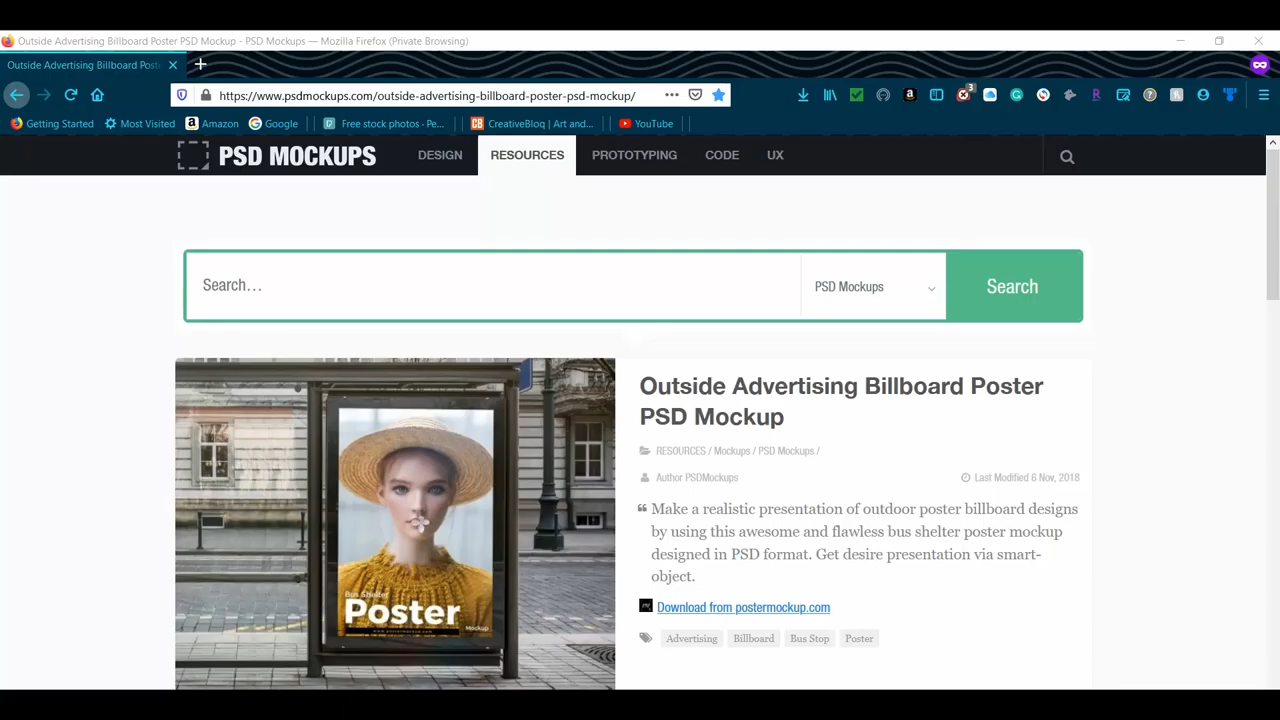 Outside Advertising Billboard Poster PSD Mockup - PSD Mockups — Mozilla Firefox (Private Browsing)
Outside Advertising Billboard Poste
https://www.psdmockups.com/outside-advertising-billboard-poster-psd-mockup/
3
Getting Started Most Visited Amazon Google Free stock photos - Pe... CreativeBloq | Art and... YouTube
PSD MOCKUPS DESIGN RESOURCES PROTOTYPING CODE UX
Search… PSD Mockups Search
Outside Advertising Billboard Poster
PSD Mockup
RESOURCES / Mockups / PSD Mockups /
Author PSDMockups Last Modified 6 Nov, 2018
Make a realistic presentation of outdoor poster billboard designs
by using this awesome and flawless bus shelter poster mockup
designed in PSD format. Get desire presentation via smart-
object.
Download from postermockup.com
Advertising Billboard Bus Stop Poster
Bus Shelter
Poster
Mockup
www.postermockup.com